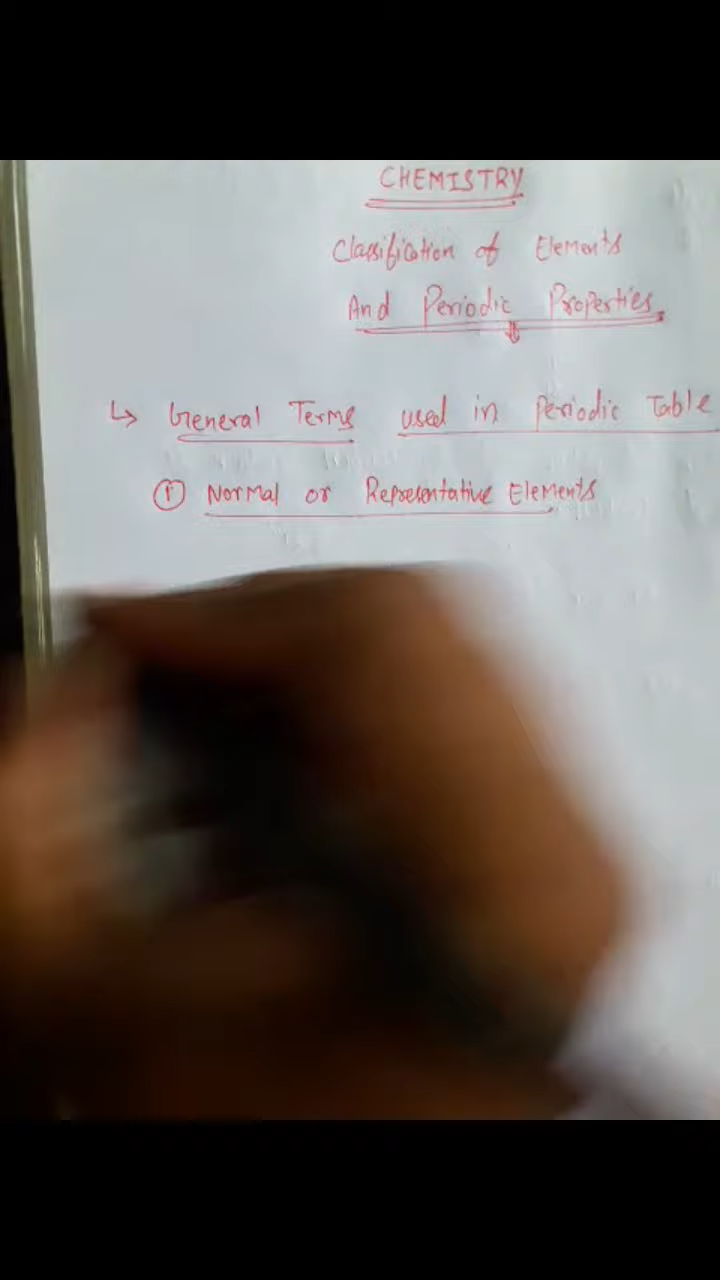 CHEMISTRY
Classification of Elements
And Periodic Properties
↳ General Terms used in Periodic Table
① Normal or Representative Elements